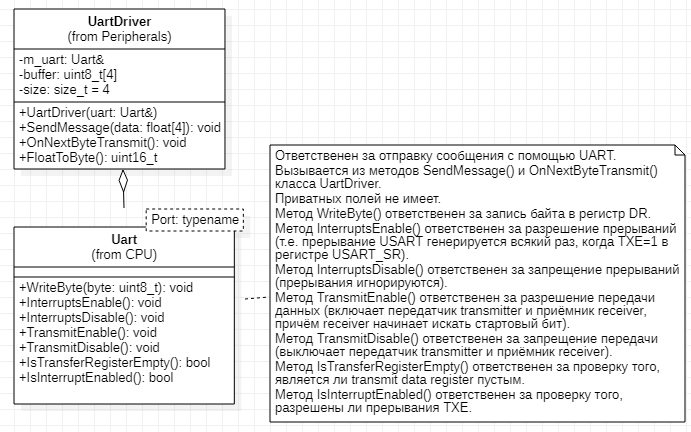 UartDriver
(from Peripherals)
-m_uart: Uart&
-buffer: uint8_t[4]
-size: size_t = 4
+UartDriver(uart: Uart&)
+SendMessage(data: float[4]): void
+OnNextByteTransmit(): void
+FloatToByte(): uint16_t
Port: typename
Uart
(from CPU)
+WriteByte(byte: uint8_t): void
+InterruptsEnable(): void
+InterruptsDisable(): void
+TransmitEnable(): void
+TransmitDisable(): void
+IsTransferRegisterEmpty(): bool
+IsInterruptEnabled(): bool
Ответственен за отправку сообщения с помощью UART.
Вызывается из методов SendMessage() и OnNextByteTransmit()
класса UartDriver.
Приватных полей не имеет.
Метод WriteByte() ответственен за запись байта в регистр DR.
Метод InterruptsEnable() ответственен за разрешение прерываний
(т.е. прерывание USART генерируется всякий раз, когда TXE=1 в
регистре USART_SR).
Метод InterruptsDisable() ответственен за запрещение прерываний
(прерывания игнорируются).
Метод TransmitEnable() ответственен за разрешение передачи
данных (включает передатчик transmitter и приёмник receiver,
причём receiver начинает искать стартовый бит).
Метод TransmitDisable() ответственен за запрещение передачи
(выключает передатчик transmitter и приёмник receiver).
Метод IsTransferRegisterEmpty() ответственен за проверку того,
является ли transmit data register пустым.
Метод IsInterruptEnabled() ответственен за проверку того,
разрешены ли прерывания TXE.